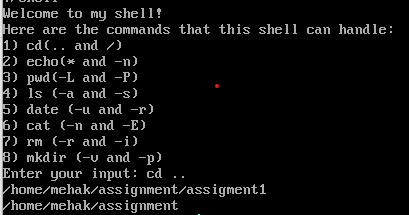 Welcome to my shell!
Here are the commands that this shell can handle:
1) cd(.. and /)
2) echo(* and -n)
3) pwd(-L and -P)
4) ls (-a and -s)
5) date (-u and -r)
6) cat (-n and -E)
7) rm (-r and -i)
8) mkdir (-v and -p)
Enter your input: cd ..
/home/mehak/assignment/assigment1
/home/mehak/assignment